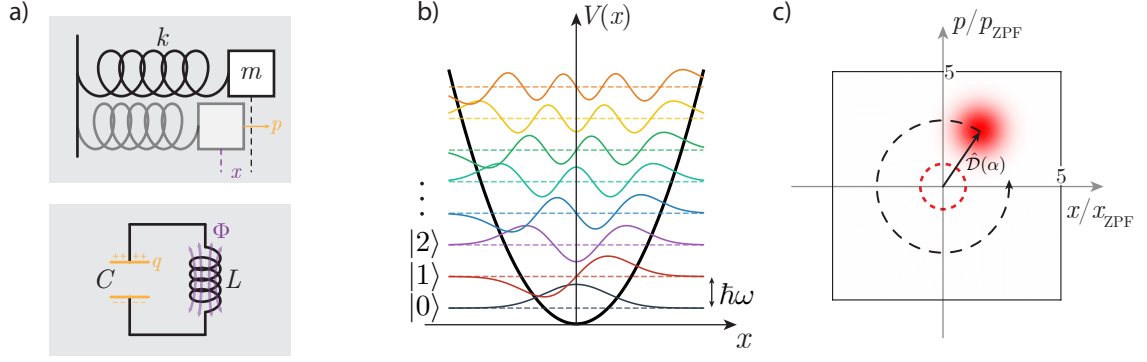 a)
k
m
p
x
Φ
++ ++
q
C
L
b)
V(x)
⋮
|2⟩
|1⟩
|0⟩
ħω
x
c)
p/p_ZPF
5
D̂(α)
5
x/x_ZPF